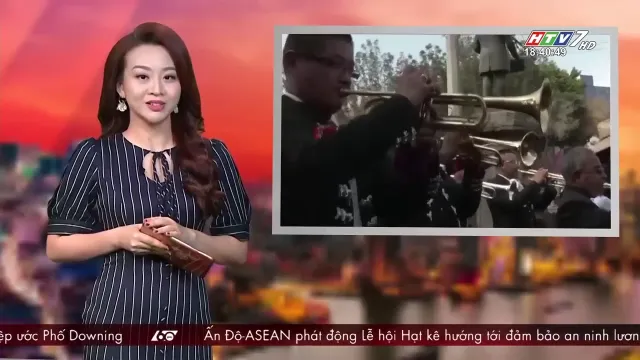 HTV7 HD
18:40:49
ệp ước Phố Downing 60 Ấn Độ-ASEAN phát động Lễ hội Hạt kê hướng tới đảm bảo an ninh lươn